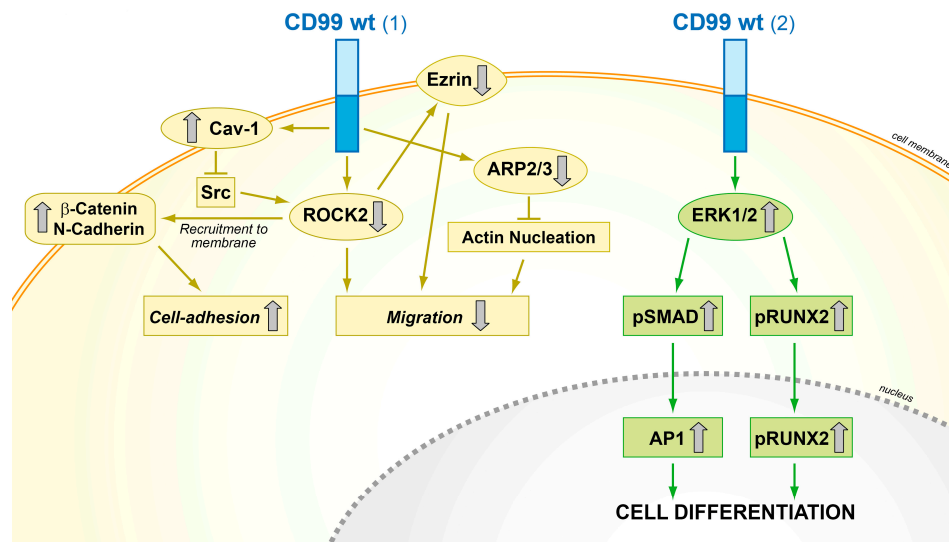 CD99 wt (1)
CD99 wt (2)
Ezrin
cell membrane
Cav-1
ARP2/3
Src
β-Catenin
N-Cadherin
Recruitment to
membrane
ROCK2
Actin Nucleation
ERK1/2
Cell-adhesion
Migration
pSMAD
pRUNX2
nucleus
AP1
pRUNX2
CELL DIFFERENTIATION